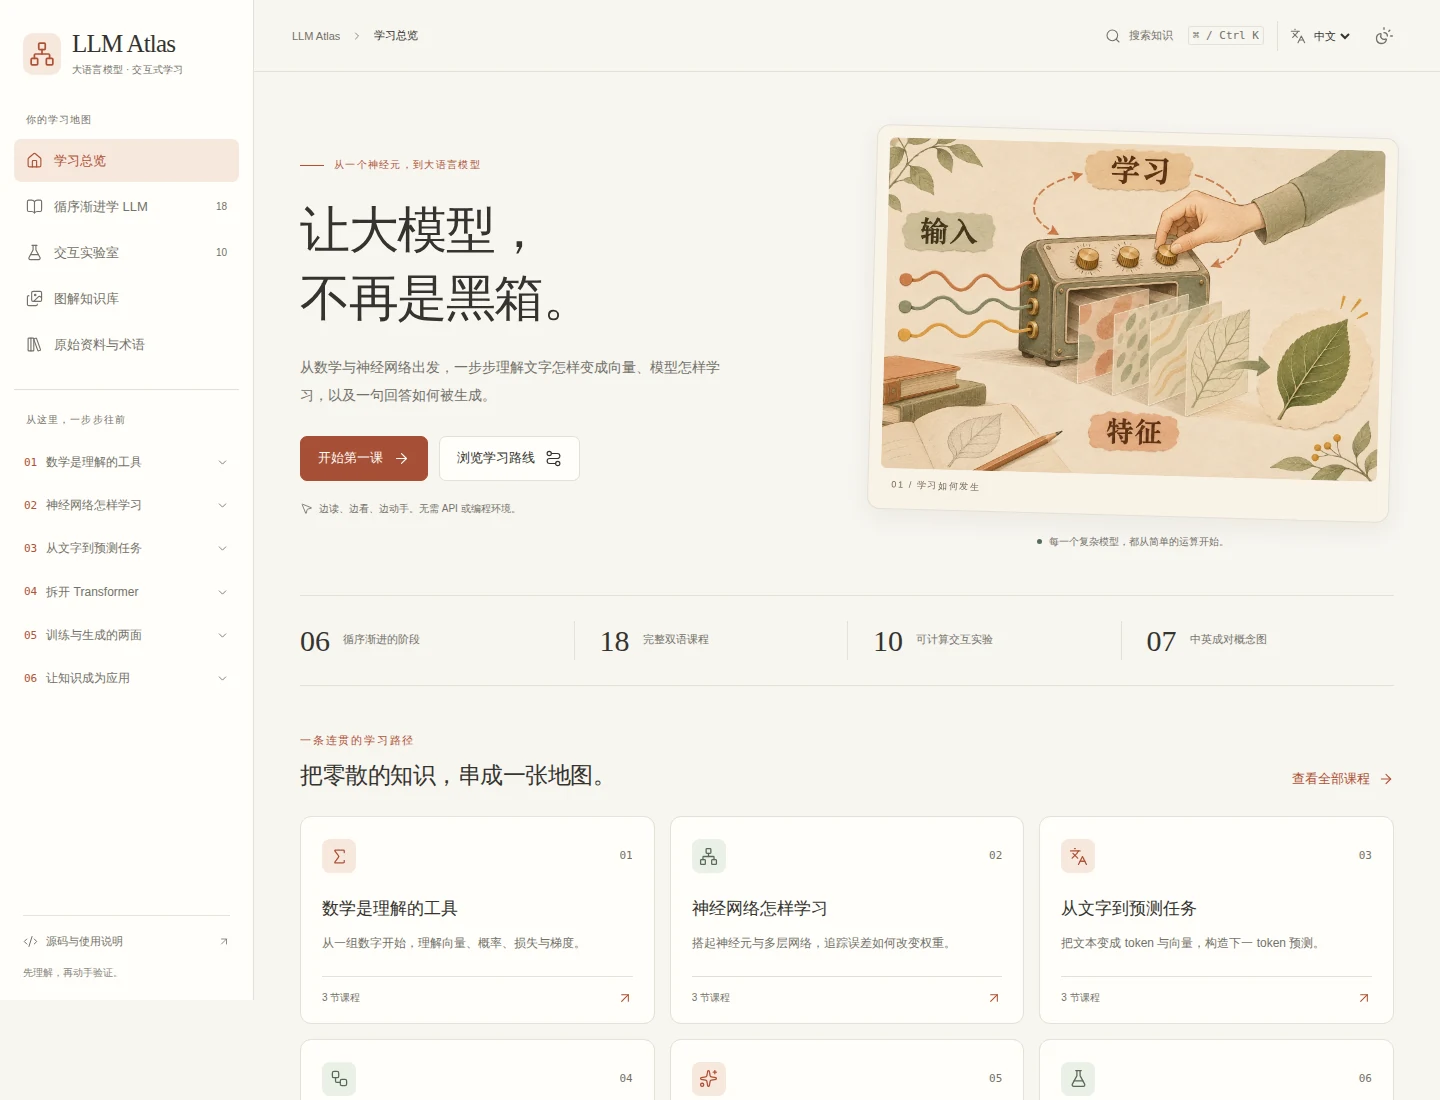 LLM Atlas
大语言模型 · 交互式学习
你的学习地图
学习总览
循序渐进学 LLM 18
交互实验室 10
图解知识库
原始资料与术语
从这里，一步步往前
01 数学是理解的工具
02 神经网络怎样学习
03 从文字到预测任务
04 拆开 Transformer
05 训练与生成的两面
06 让知识成为应用
源码与使用说明
先理解，再动手验证。
LLM Atlas 学习总览
搜索知识 ⌘ / Ctrl K 中文
从一个神经元，到大语言模型
让大模型，
不再是黑箱。
从数学与神经网络出发，一步步理解文字怎样变成向量、模型怎样学
习，以及一句回答如何被生成。
开始第一课
浏览学习路线
边读、边看、边动手。无需 API 或编程环境。
学习
输入
特征
01 / 学习如何发生
每一个复杂模型，都从简单的运算开始。
06 循序渐进的阶段
18 完整双语课程
10 可计算交互实验
07 中英成对概念图
一条连贯的学习路径
把零散的知识，串成一张地图。
查看全部课程
01
数学是理解的工具
从一组数字开始，理解向量、概率、损失与梯度。
3 节课程
02
神经网络怎样学习
搭起神经元与多层网络，追踪误差如何改变权重。
3 节课程
03
从文字到预测任务
把文本变成 token 与向量，构造下一 token 预测。
3 节课程
04
05
06